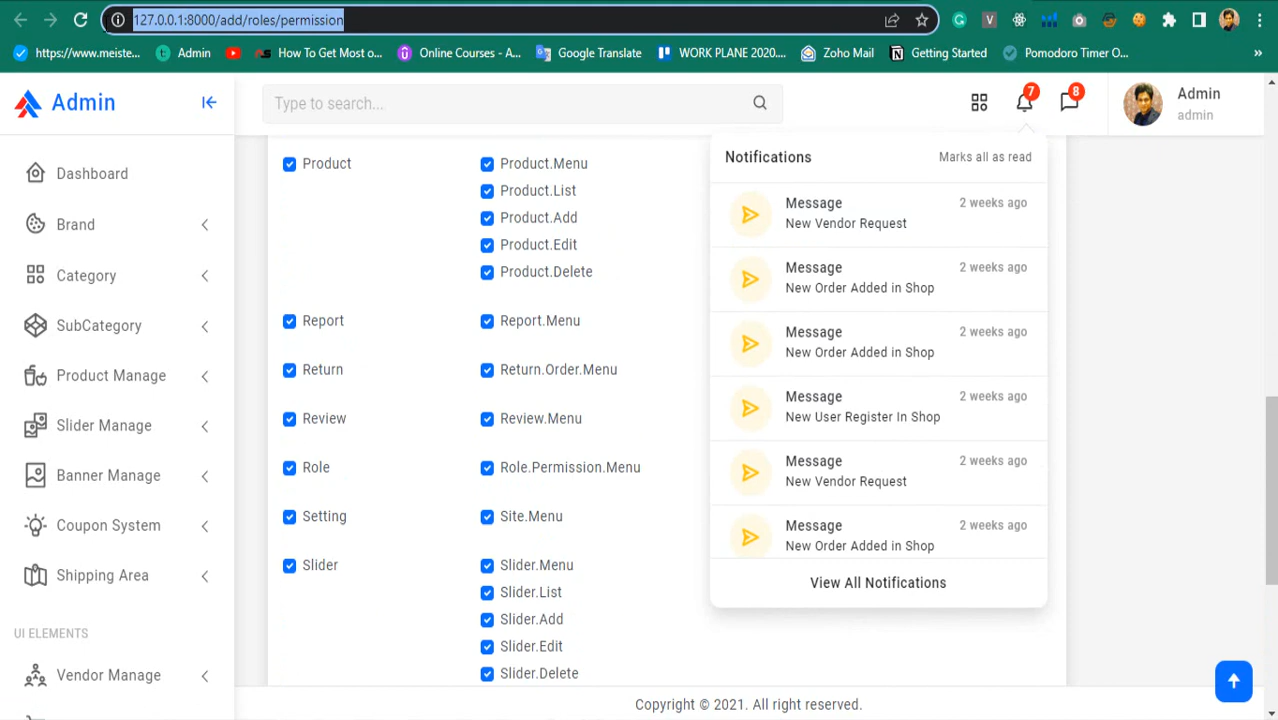 127.0.0.1:8000/add/roles/permission
https://www.meiste...
Admin
How To Get Most o...
Online Courses - A...
Google Translate
WORK PLANE 2020....
Zoho Mail
Getting Started
Pomodoro Timer O...
»
Admin
Type to search...
7
8
Admin
admin
Dashboard
Brand
Category
SubCategory
Product Manage
Slider Manage
Banner Manage
Coupon System
Shipping Area
UI ELEMENTS
Vendor Manage
Product
Product.Menu
Product.List
Product.Add
Product.Edit
Product.Delete
Report
Report.Menu
Return
Return.Order.Menu
Review
Review.Menu
Role
Role.Permission.Menu
Setting
Site.Menu
Slider
Slider.Menu
Slider.List
Slider.Add
Slider.Edit
Slider.Delete
Notifications
Marks all as read
Message
2 weeks ago
New Vendor Request
Message
2 weeks ago
New Order Added in Shop
Message
2 weeks ago
New Order Added in Shop
Message
2 weeks ago
New User Register In Shop
Message
2 weeks ago
New Vendor Request
Message
2 weeks ago
New Order Added in Shop
View All Notifications
Copyright © 2021. All right reserved.